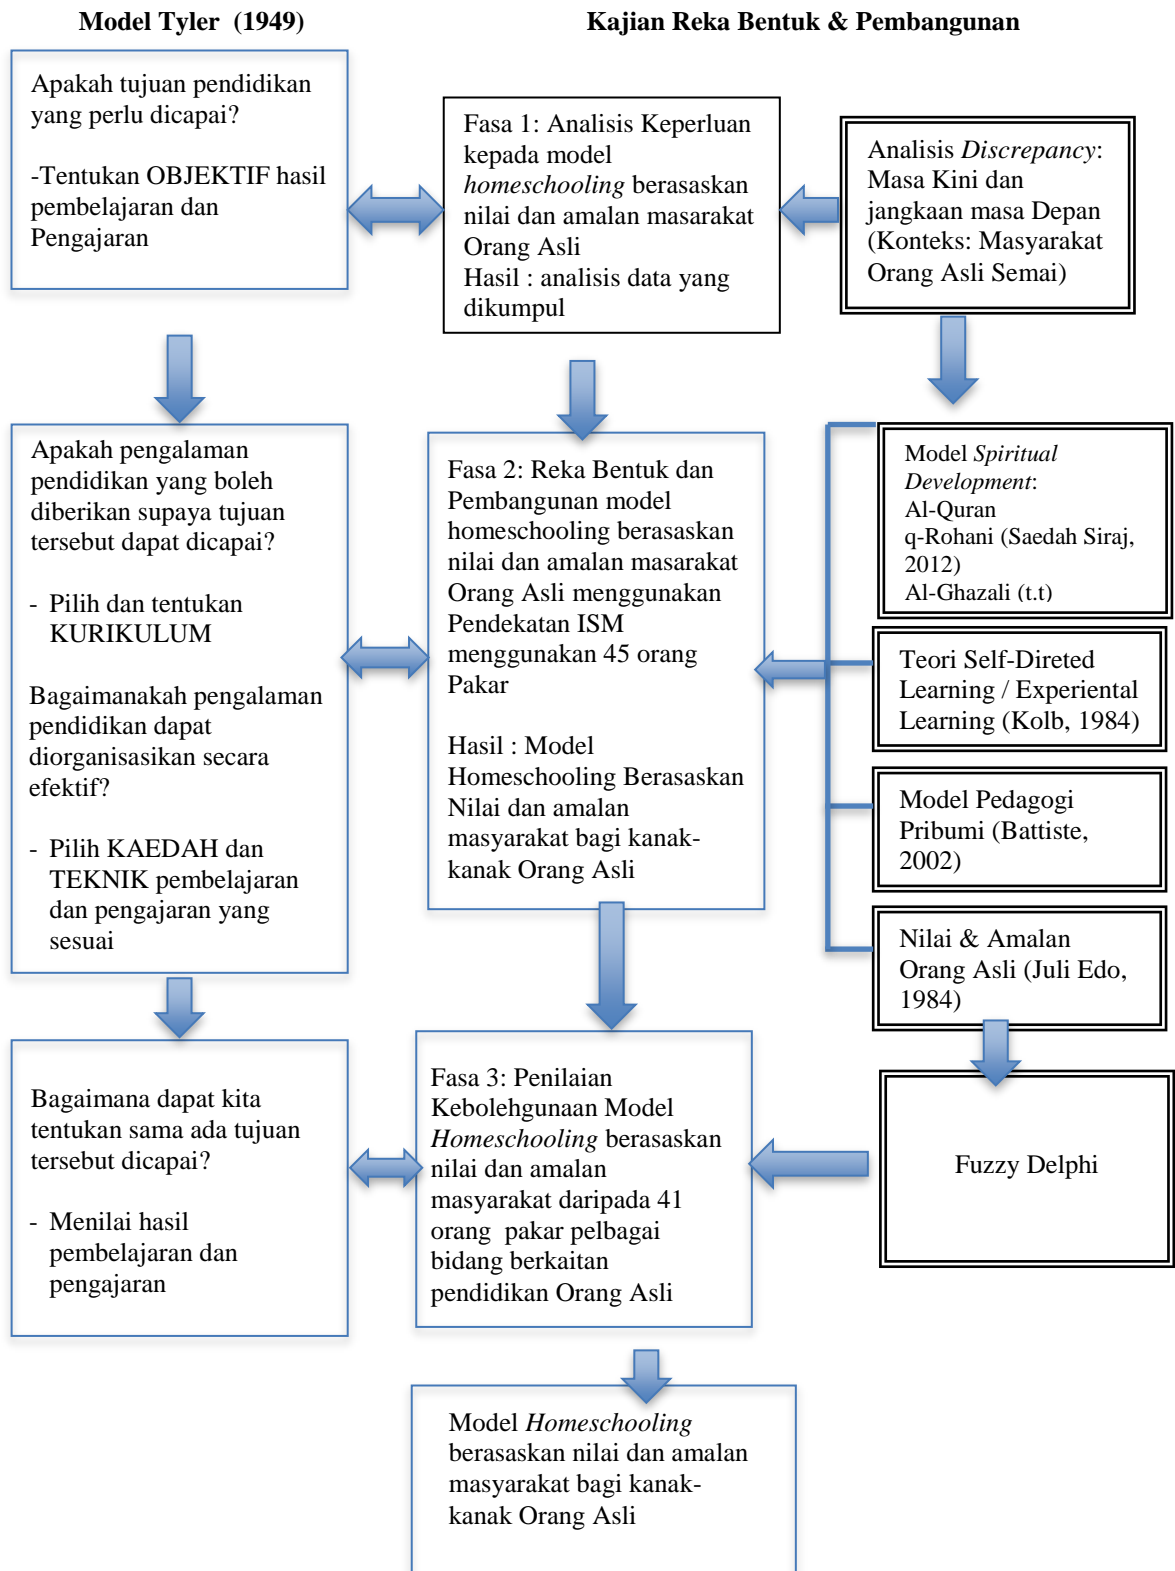 Model Tyler  (1949)
Kajian Reka Bentuk & Pembangunan
Apakah tujuan pendidikan
yang perlu dicapai?
-Tentukan OBJEKTIF hasil
pembelajaran dan
Pengajaran
Fasa 1: Analisis Keperluan
kepada model
homeschooling berasaskan
nilai dan amalan masarakat
Orang Asli
Hasil : analisis data yang
dikumpul
Analisis Discrepancy:
Masa Kini dan
jangkaan masa Depan
(Konteks: Masyarakat
Orang Asli Semai)
Apakah pengalaman
pendidikan yang boleh
diberikan supaya tujuan
tersebut dapat dicapai?
- Pilih dan tentukan
KURIKULUM
Bagaimanakah pengalaman
pendidikan dapat
diorganisasikan secara
efektif?
- Pilih KAEDAH dan
TEKNIK pembelajaran
dan pengajaran yang
sesuai
Fasa 2: Reka Bentuk dan
Pembangunan model
homeschooling berasaskan
nilai dan amalan masarakat
Orang Asli menggunakan
Pendekatan ISM
menggunakan 45 orang
Pakar
Hasil : Model
Homeschooling Berasaskan
Nilai dan amalan
masyarakat bagi kanak-
kanak Orang Asli
Model Spiritual
Development:
Al-Quran
q-Rohani (Saedah Siraj,
2012)
Al-Ghazali (t.t)
Teori Self-Direted
Learning / Experiental
Learning (Kolb, 1984)
Model Pedagogi
Pribumi (Battiste,
2002)
Nilai & Amalan
Orang Asli (Juli Edo,
1984)
Bagaimana dapat kita
tentukan sama ada tujuan
tersebut dicapai?
- Menilai hasil
pembelajaran dan
pengajaran
Fasa 3: Penilaian
Kebolehgunaan Model
Homeschooling berasaskan
nilai dan amalan
masyarakat daripada 41
orang  pakar pelbagai
bidang berkaitan
pendidikan Orang Asli
Fuzzy Delphi
Model Homeschooling
berasaskan nilai dan amalan
masyarakat bagi kanak-
kanak Orang Asli